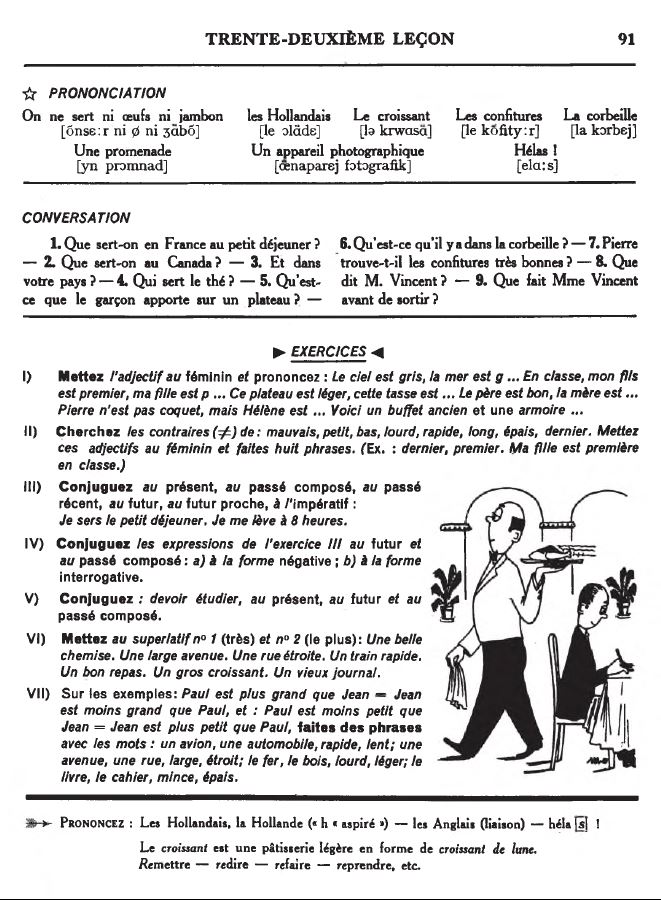 TRENTE-DEUXIÈME LEÇON 91
☆ PRONONCIATION
On ne sert ni œufs ni jambon les Hollandais Le croissant Les confitures La corbeille
[õnsɛ:r ni ø ni ʒãbõ] [le ɔlãdɛ] [lə krwasã] [le kõfity:r] [la kɔrbɛj]
Une promenade Un appareil photographique Hélas !
[yn prɔmnad] [œ̃naparɛj fɔtɔgrafik] [elɑ:s]
CONVERSATION
1. Que sert-on en France au petit déjeuner ?
— 2. Que sert-on au Canada ? — 3. Et dans
votre pays ? — 4. Qui sert le thé ? — 5. Qu'est-
ce que le garçon apporte sur un plateau ? —
6. Qu'est-ce qu'il y a dans la corbeille ? — 7. Pierre
trouve-t-il les confitures très bonnes ? — 8. Que
dit M. Vincent ? — 9. Que fait Mme Vincent
avant de sortir ?
► EXERCICES ◄
I) Mettez l'adjectif au féminin et prononcez : Le ciel est gris, la mer est g ... En classe, mon fils
est premier, ma fille est p ... Ce plateau est léger, cette tasse est ... Le père est bon, la mère est ...
Pierre n'est pas coquet, mais Hélène est ... Voici un buffet ancien et une armoire ...
II) Cherchez les contraires (≠) de : mauvais, petit, bas, lourd, rapide, long, épais, dernier. Mettez
ces adjectifs au féminin et faites huit phrases. (Ex. : dernier, premier. Ma fille est première
en classe.)
III) Conjuguez au présent, au passé composé, au passé
récent, au futur, au futur proche, à l'impératif :
Je sers le petit déjeuner. Je me lève à 8 heures.
IV) Conjuguez les expressions de l'exercice III au futur et
au passé composé : a) à la forme négative ; b) à la forme
interrogative.
V) Conjuguez : devoir étudier, au présent, au futur et au
passé composé.
VI) Mettez au superlatif nº 1 (très) et nº 2 (le plus) : Une belle
chemise. Une large avenue. Une rue étroite. Un train rapide.
Un bon repas. Un gros croissant. Un vieux journal.
VII) Sur les exemples : Paul est plus grand que Jean = Jean
est moins grand que Paul, et : Paul est moins petit que
Jean = Jean est plus petit que Paul, faites des phrases
avec les mots : un avion, une automobile, rapide, lent; une
avenue, une rue, large, étroit; le fer, le bois, lourd, léger; le
livre, le cahier, mince, épais.
PRONONCEZ : Les Hollandais, la Hollande (« h « aspiré ») — les Anglais (liaison) — héla [s] !
Le croissant est une pâtisserie légère en forme de croissant de lune.
Remettre — redire — refaire — reprendre, etc.